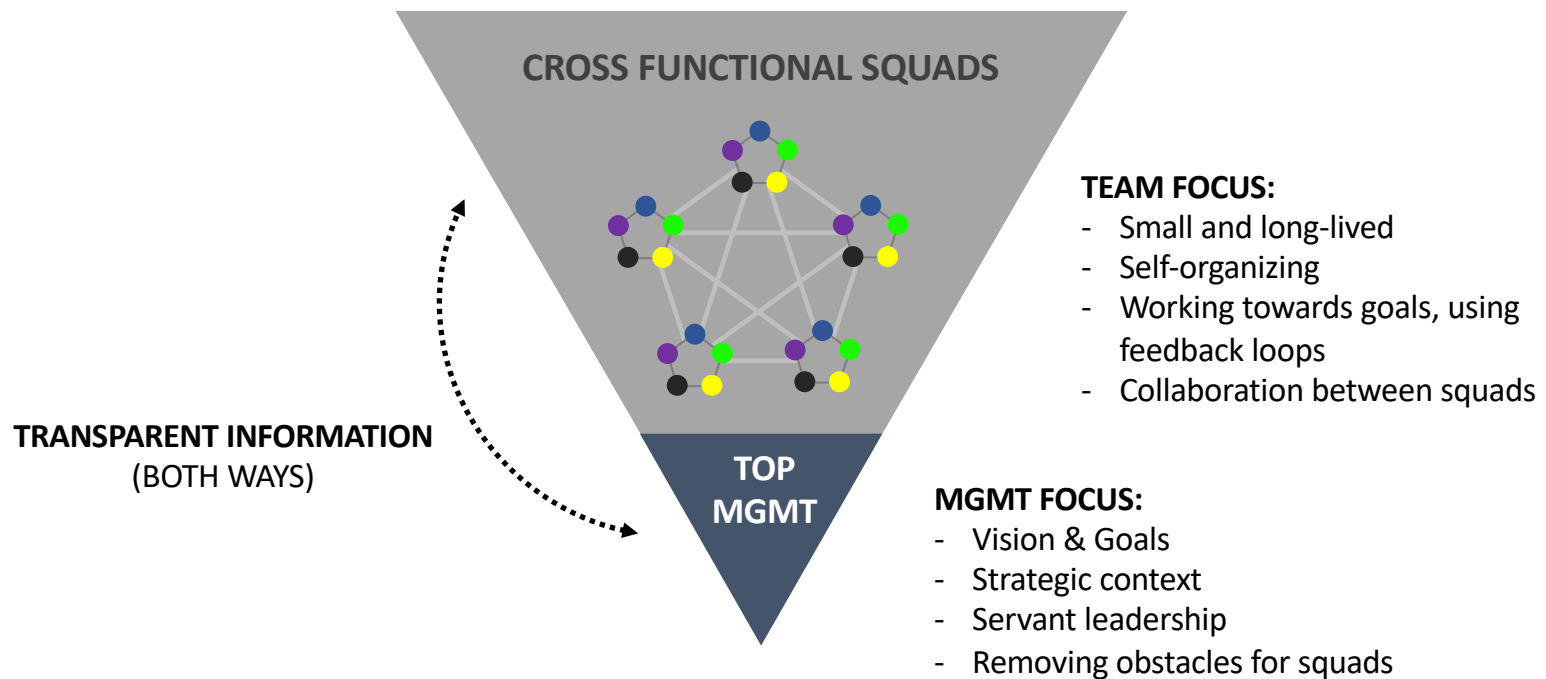 CROSS FUNCTIONAL SQUADS
TEAM FOCUS:
- Small and long-lived
- Self-organizing
- Working towards goals, using
feedback loops
- Collaboration between squads
TRANSPARENT INFORMATION
(BOTH WAYS)
TOP
MGMT
MGMT FOCUS:
- Vision & Goals
- Strategic context
- Servant leadership
- Removing obstacles for squads